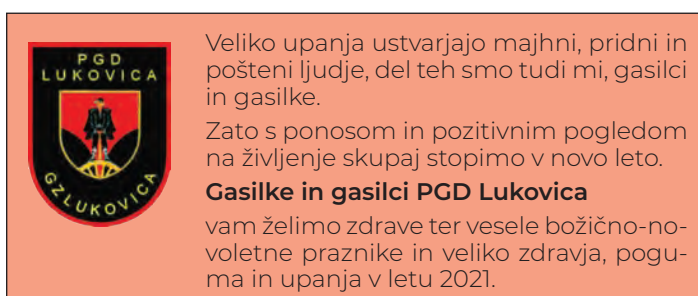 PGD
LUKOVICA
GZ LUKOVICA
Veliko upanja ustvarjajo majhni, pridni in
pošteni ljudje, del teh smo tudi mi, gasilci
in gasilke.
Zato s ponosom in pozitivnim pogledom
na življenje skupaj stopimo v novo leto.
Gasilke in gasilci PGD Lukovica
vam želimo zdrave ter vesele božično-no-
voletne praznike in veliko zdravja, pogu-
ma in upanja v letu 2021.